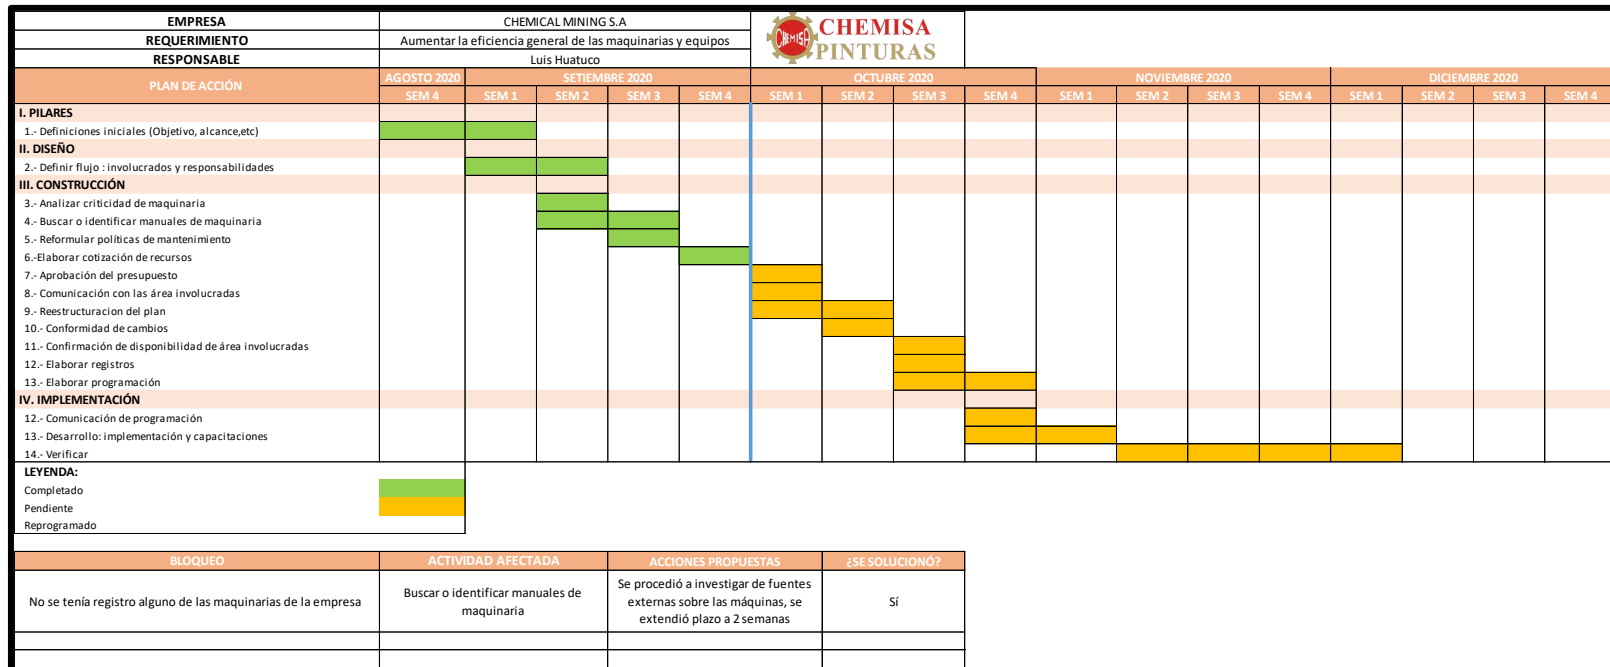 EMPRESA CHEMICAL MINING S.A
REQUERIMIENTO Aumentar la eficiencia general de las maquinarias y equipos
RESPONSABLE Luis Huatuco
CHEMISA
CHEMISA
PINTURAS
PLAN DE ACCIÓN
AGOSTO 2020 SETIEMBRE 2020 OCTUBRE 2020 NOVIEMBRE 2020 DICIEMBRE 2020
SEM 4 SEM 1 SEM 2 SEM 3 SEM 4 SEM 1 SEM 2 SEM 3 SEM 4 SEM 1 SEM 2 SEM 3 SEM 4 SEM 1 SEM 2 SEM 3 SEM 4
I. PILARES
1.- Definiciones iniciales (Objetivo, alcance,etc)
II. DISEÑO
2.- Definir flujo : involucrados y responsabilidades
III. CONSTRUCCIÓN
3.- Analizar criticidad de maquinaria
4.- Buscar o identificar manuales de maquinaria
5.- Reformular políticas de mantenimiento
6.-Elaborar cotización de recursos
7.- Aprobación del presupuesto
8.- Comunicación con las área involucradas
9.- Reestructuracion del plan
10.- Conformidad de cambios
11.- Confirmación de disponibilidad de área involucradas
12.- Elaborar registros
13.- Elaborar programación
IV. IMPLEMENTACIÓN
12.- Comunicación de programación
13.- Desarrollo: implementación y capacitaciones
14.- Verificar
LEYENDA:
Completado
Pendiente
Reprogramado
BLOQUEO ACTIVIDAD AFECTADA ACCIONES PROPUESTAS ¿SE SOLUCIONÓ?
No se tenía registro alguno de las maquinarias de la empresa
Buscar o identificar manuales de
maquinaria
Se procedió a investigar de fuentes
externas sobre las máquinas, se
extendió plazo a 2 semanas
Sí